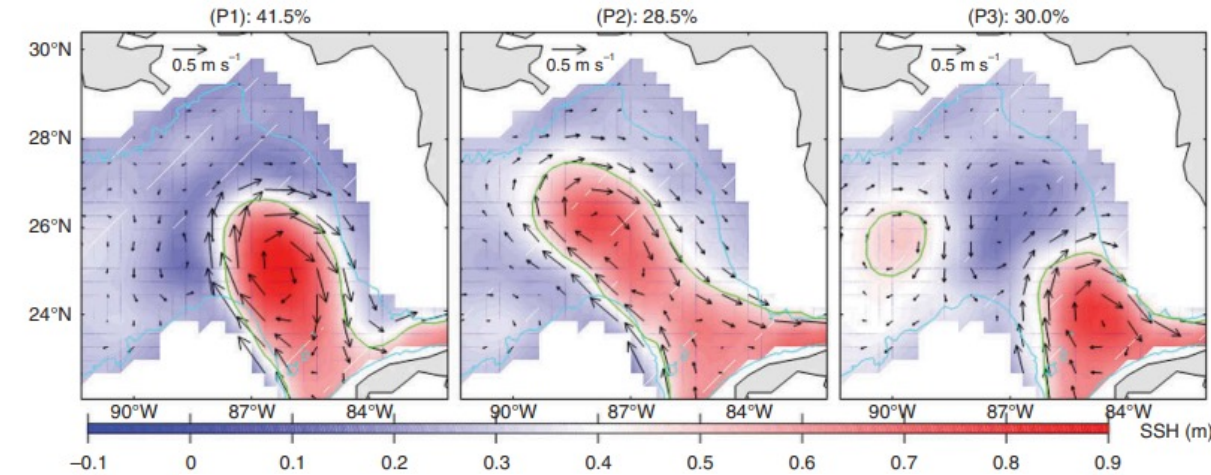 (P1): 41.5% (P2): 28.5% (P3): 30.0%
30°N
0.5 m s⁻¹ 0.5 m s⁻¹ 0.5 m s⁻¹
28°N
26°N
24°N
90°W 87°W 84°W 90°W 87°W 84°W 90°W 87°W 84°W
SSH (m)
−0.1 0 0.1 0.2 0.3 0.4 0.5 0.6 0.7 0.8 0.9